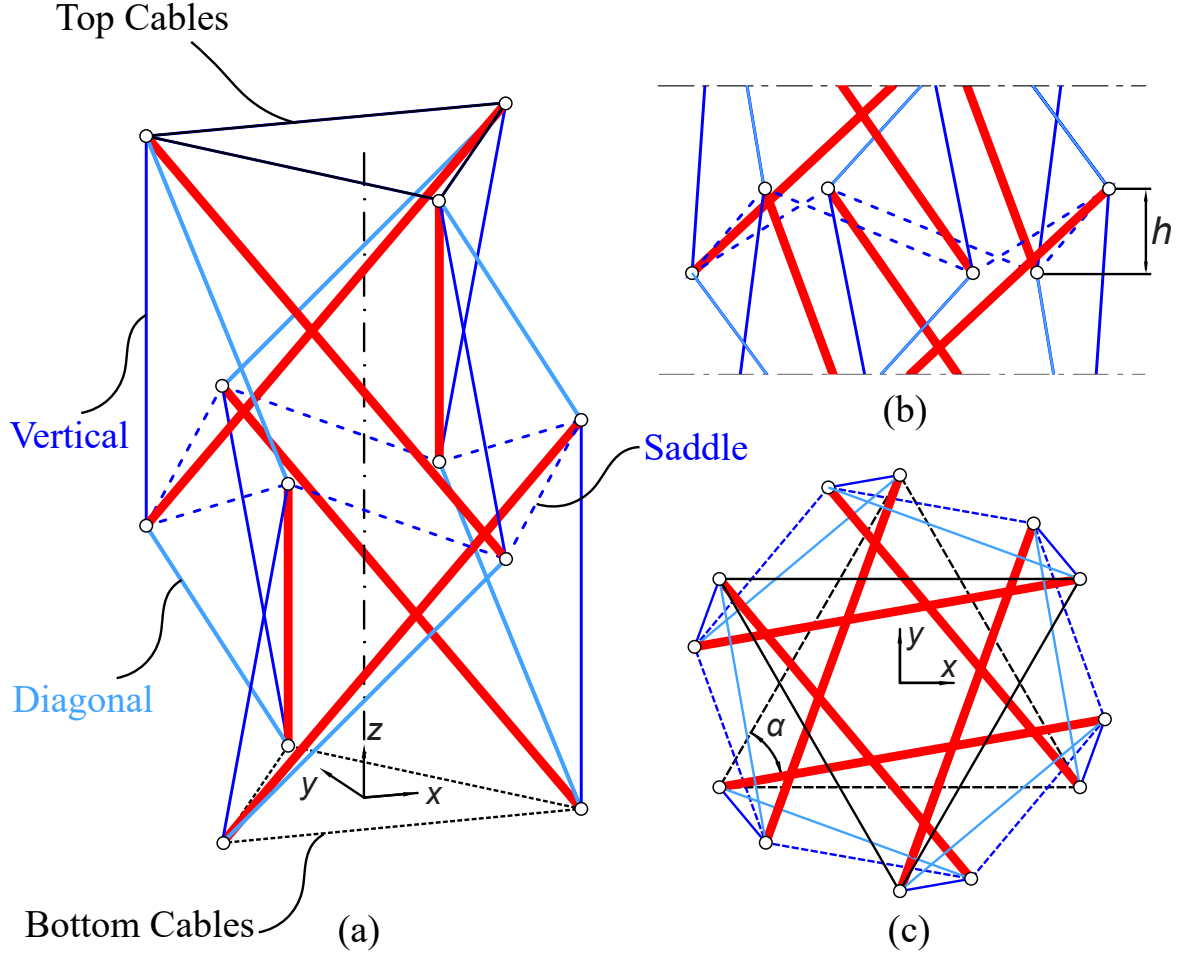 Top Cables
Vertical
Saddle
Diagonal
z
y
x
Bottom Cables
(a)
h
(b)
y
x
α
(c)